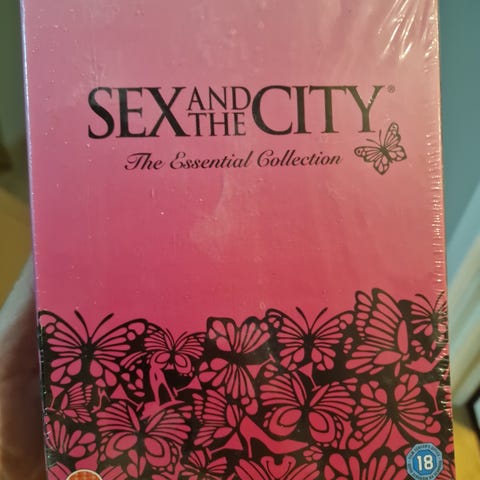 SEX AND THE CITY®
The Essential Collection
18